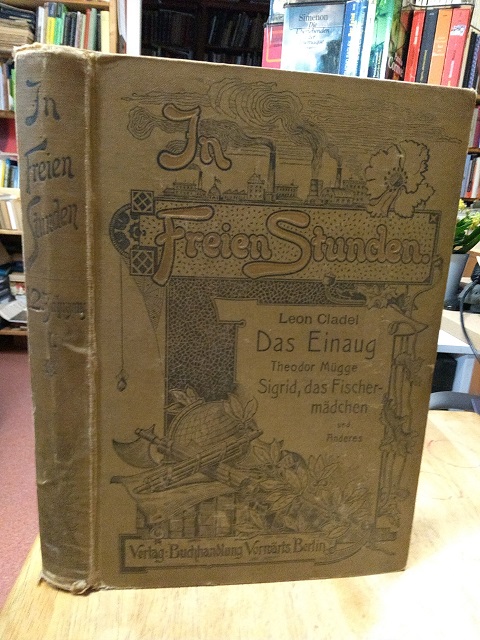 In
Freien
Stunden
In
Freien Stunden.
Leon Cladel
Das Einaug
Theodor Mügge
Sigrid, das Fischer-
mädchen
und
Anderes
Verlag: Buchhandlung Vorwärts Berlin
Simenon